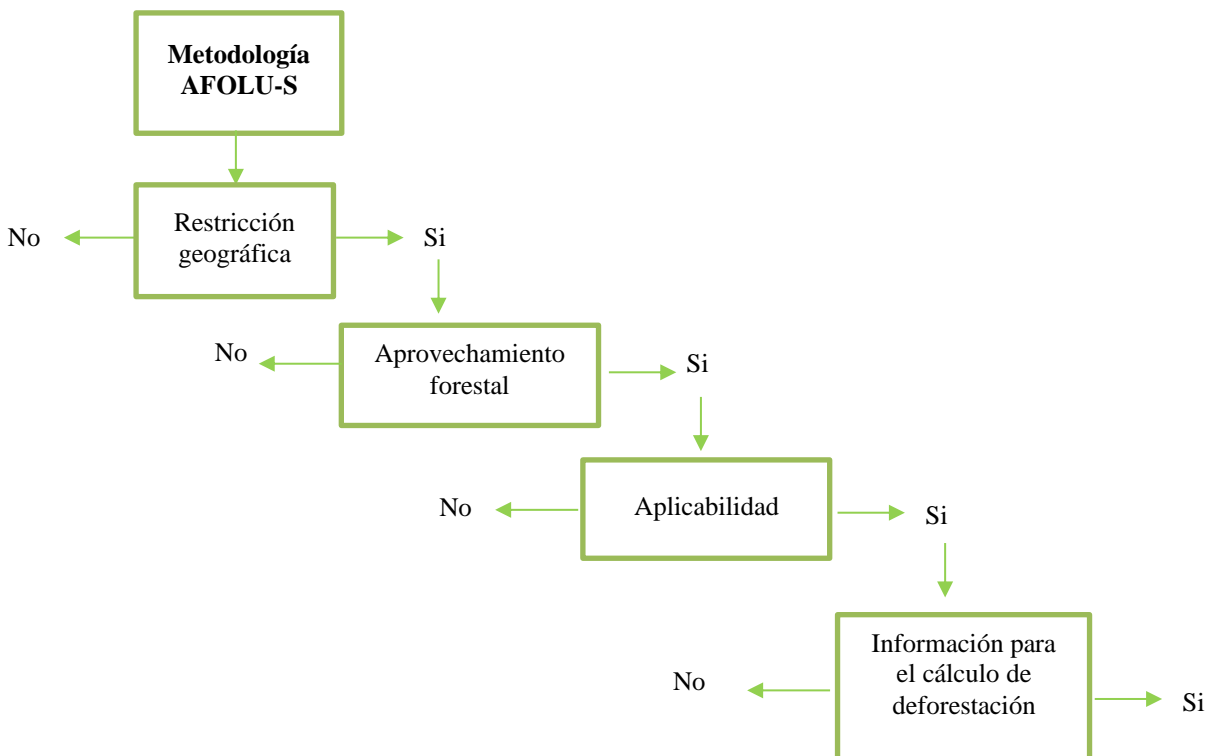 Metodología
AFOLU-S
Restricción
geográfica
No
Si
Aprovechamiento
forestal
No
Si
Aplicabilidad
No
Si
Információn para
el cálculo de
deforestación
No
Si